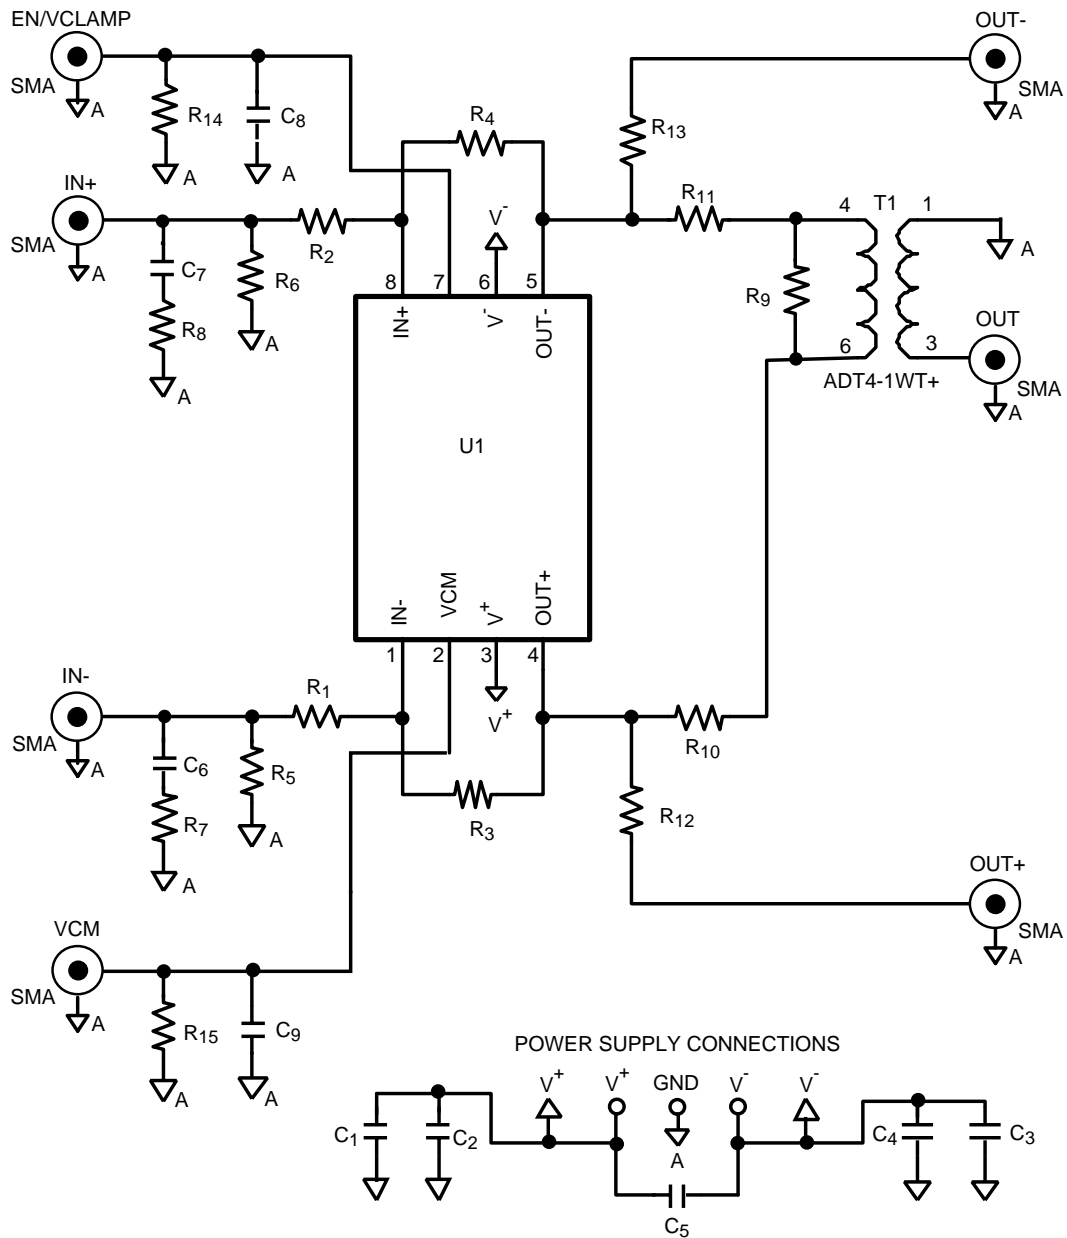 EN/VCLAMP
OUT-
SMA
A
R14
C8
R4
R13
SMA
A
A
A
IN+
R11
T1
SMA
A
C7
R6
R2
V-
4
1
A
R8
A
8
7
6
5
R9
IN+
V-
OUT-
OUT
6
3
SMA
A
A
ADT4-1WT+
U1
IN-
VCM
V+
OUT+
1
2
3
4
IN-
R1
V+
SMA
A
C6
R5
R10
R7
A
R3
R12
A
OUT+
SMA
A
VCM
SMA
A
R15
C9
A
A
POWER SUPPLY CONNECTIONS
V+
V+
GND
V-
V-
C1
C2
A
C4
C3
C5